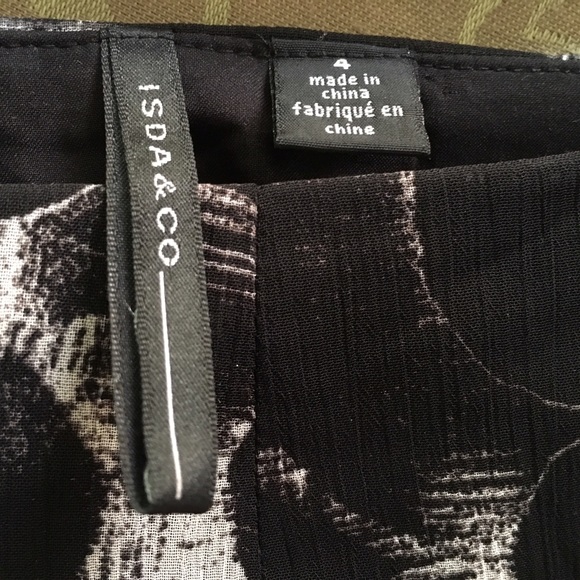 ISDA&CO
4
made in
china
fabriqué en
chine